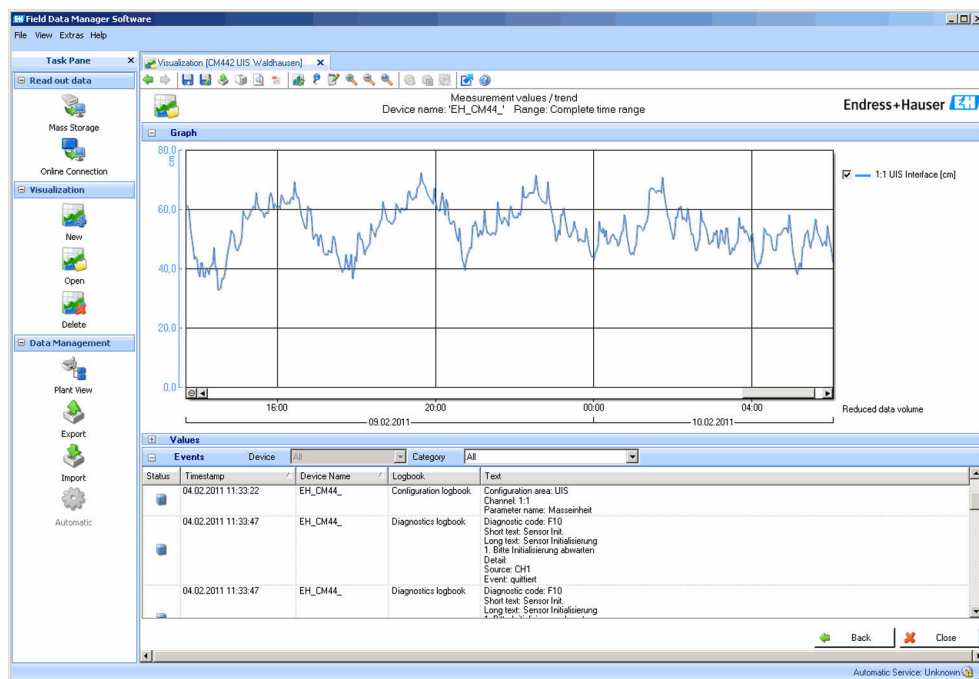 Field Data Manager Software
File View Extras Help
Task Pane
Visualization [CM442 UIS Waldhausen]
Read out data
Mass Storage
Online Connection
Visualization
New
Open
Delete
Data Management
Plant View
Export
Import
Automatic
Measurement values / trend
Device name: 'EH_CM44_' Range: Complete time range
Endress+Hauser EH
Graph
80,0
cm
60,0
40,0
20,0
0,0
1:1 UIS Interface [cm]
16:00 20:00 00:00 04:00
09.02.2011 10.02.2011
Reduced data volume
Values
Events Device All Category All
Status Timestamp Device Name Logbook Text
04.02.2011 11:33:22 EH_CM44_ Configuration logbook Configuration area: UIS
Channel: 1:1
Parameter name: Masseinheit
04.02.2011 11:33:47 EH_CM44_ Diagnostics logbook Diagnostic code: F10
Short text: Sensor Init.
Long text: Sensor Initialisierung
1. Bitte Initialisierung abwarten
Detail:
Source: CH1
Event: quittiert
04.02.2011 11:33:47 EH_CM44_ Diagnostics logbook Diagnostic code: F10
Short text: Sensor Init.
Long text: Sensor Initialisierung
Back Close
Automatic Service: Unknown